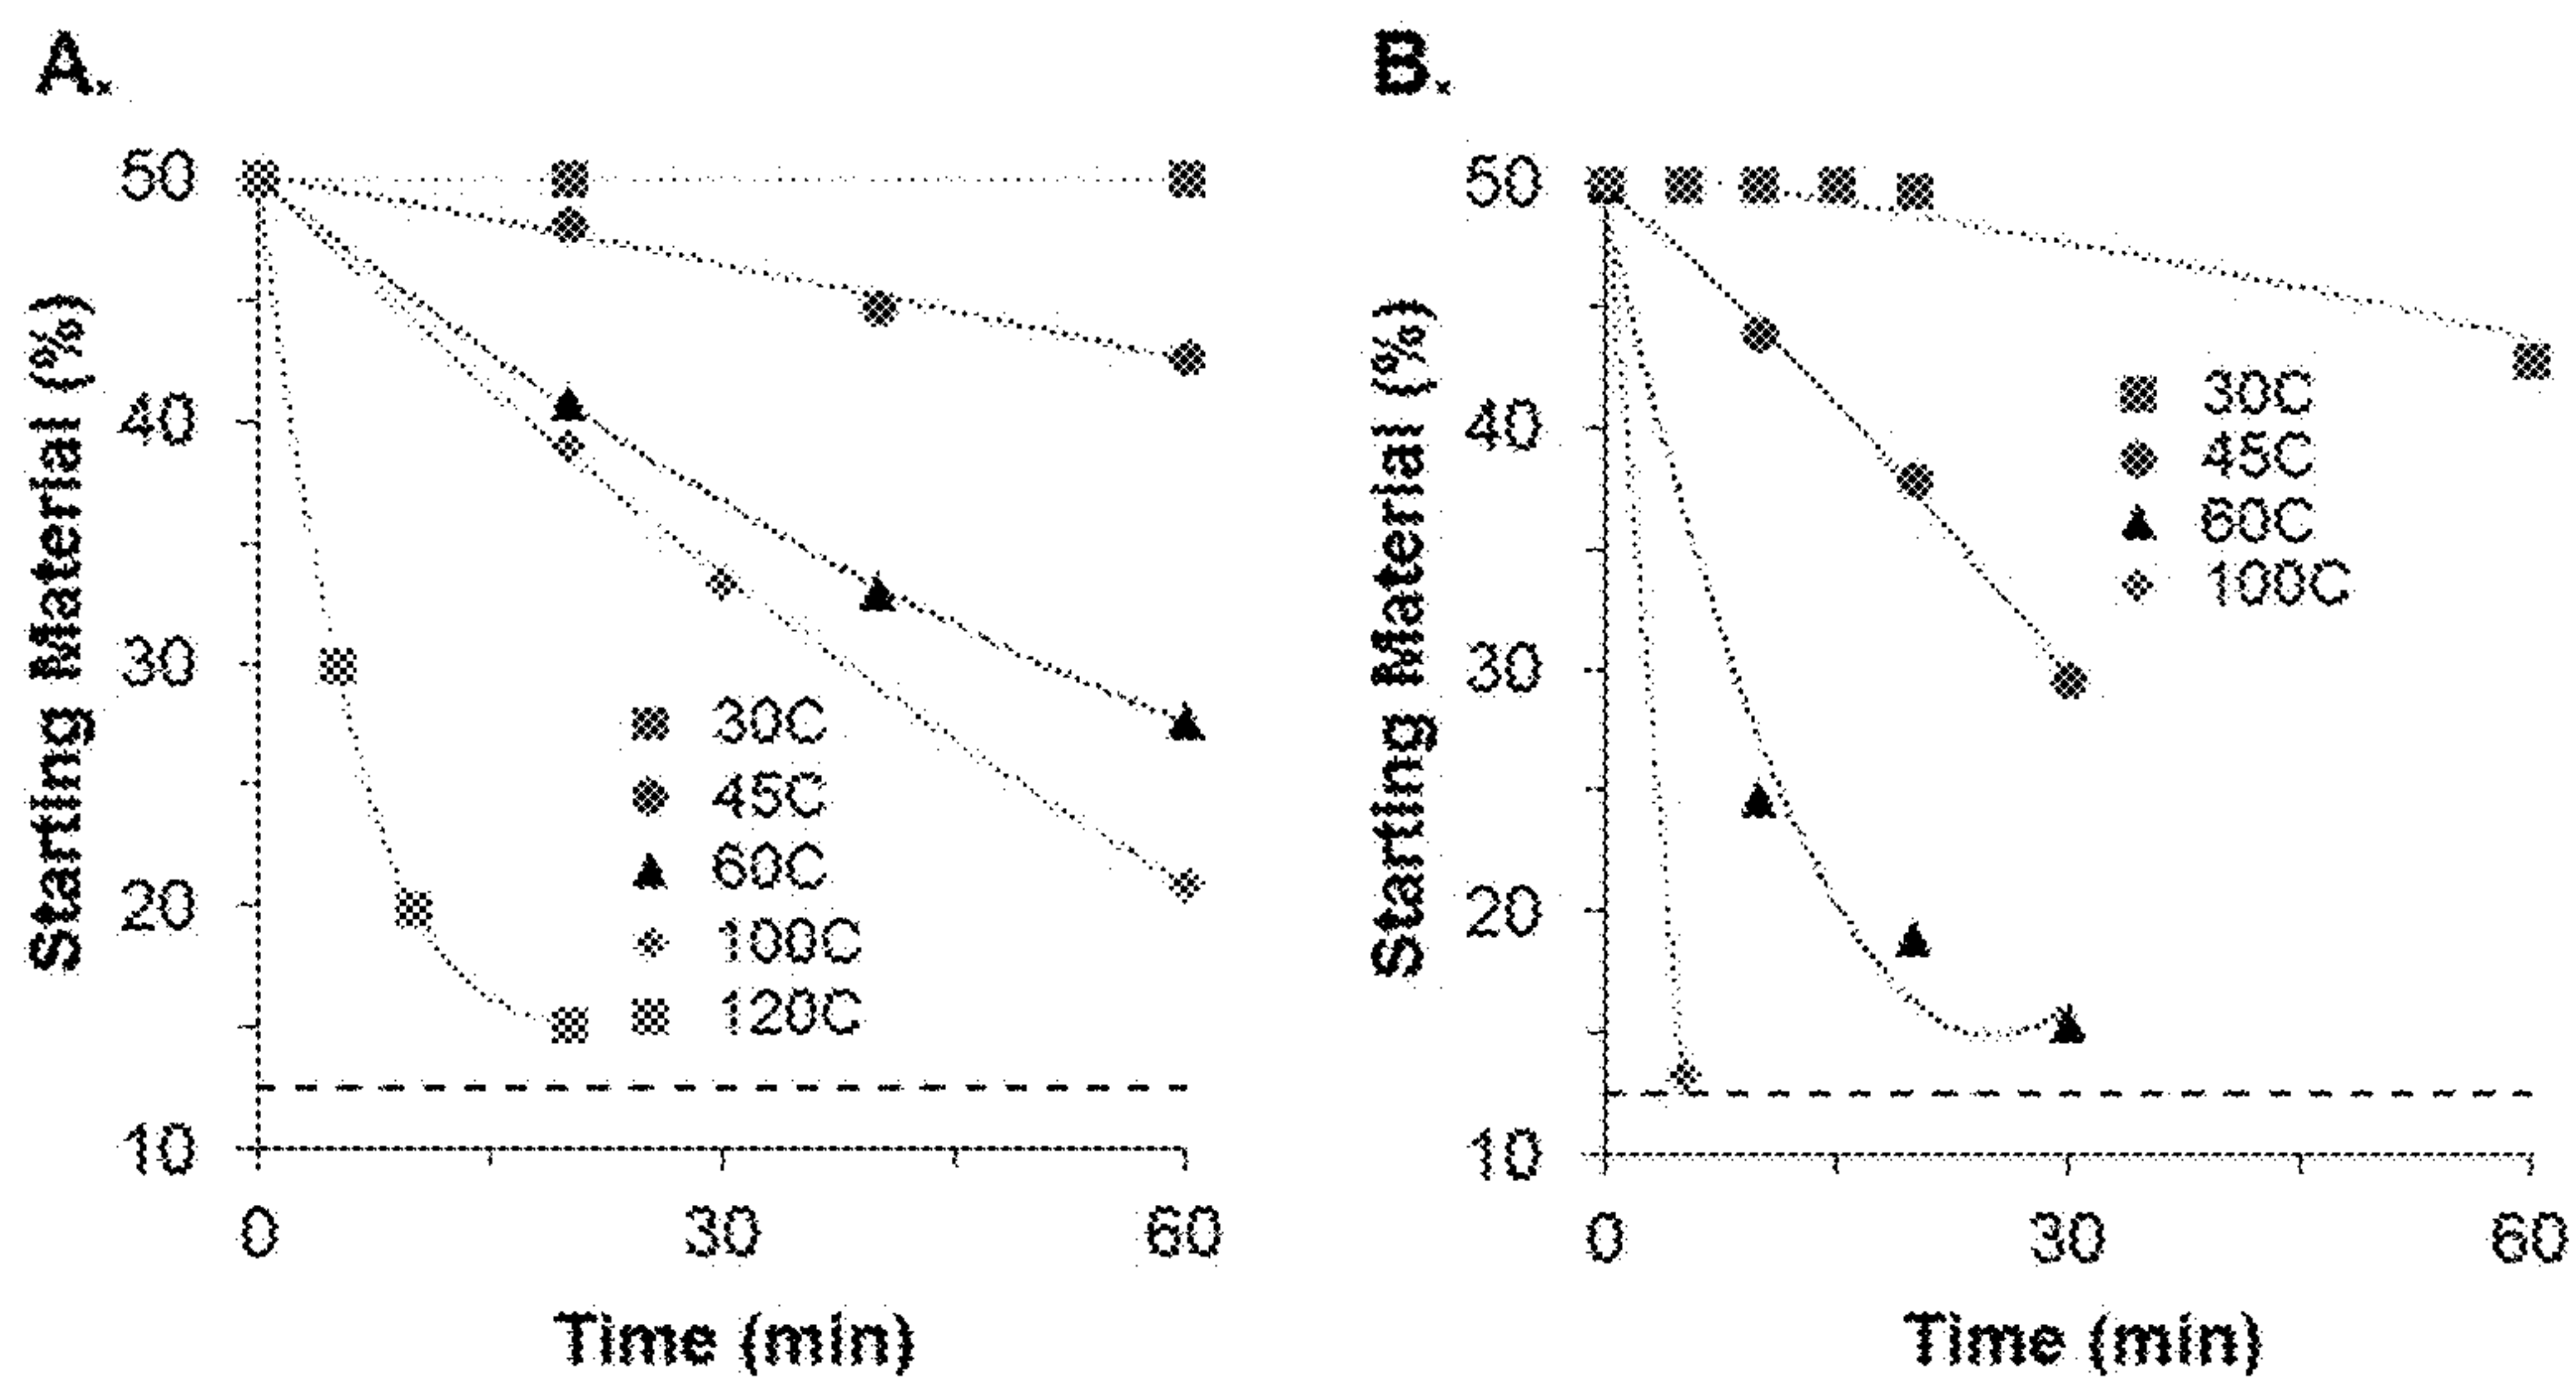 A.
Starting Material (%)
50
40
30
20
10
30C
45C
60C
100C
120C
0 30 60
Time (min)
B.
Starting Material (%)
50
40
30
20
10
30C
45C
60C
100C
0 30 60
Time (min)